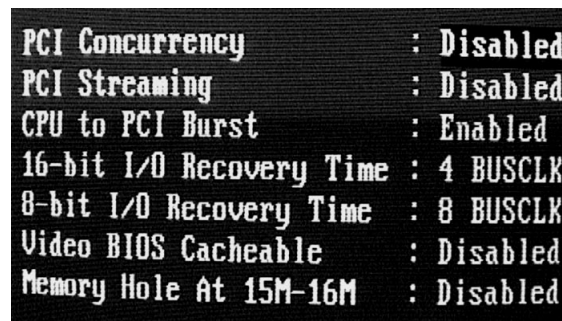 PCI Concurrency : Disabled
PCI Streaming : Disabled
CPU to PCI Burst : Enabled
16-bit I/O Recovery Time : 4 BUSCLK
8-bit I/O Recovery Time : 8 BUSCLK
Video BIOS Cacheable : Disabled
Memory Hole At 15M-16M : Disabled